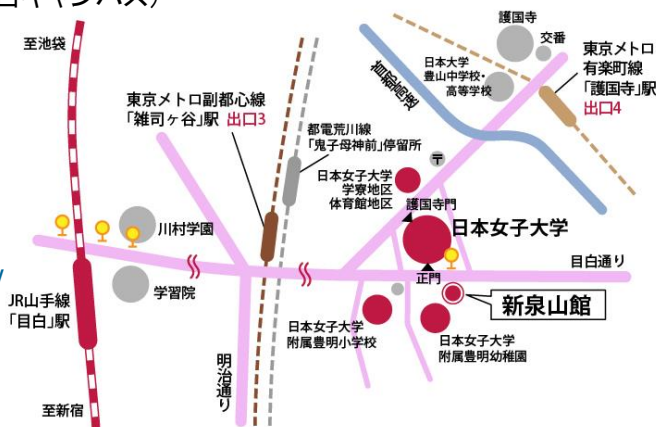 白キャンパス）
至池袋
護国寺
交番
東京メトロ
有楽町線
「護国寺」駅
出口4
日本大学
豊山中学校・
高等学校
首都高速
東京メトロ副都心線
「雑司ヶ谷」駅 出口3
都電荒川線
「鬼子母神前」停留所
〒
日本女子大学
学寮地区
体育館地区
護国寺門
日本女子大学
川村学園
目白通り
正門
学習院
JR山手線
「目白」駅
新泉山館
日本女子大学
附属豊明小学校
日本女子大学
附属豊明幼稚園
明治通り
至新宿